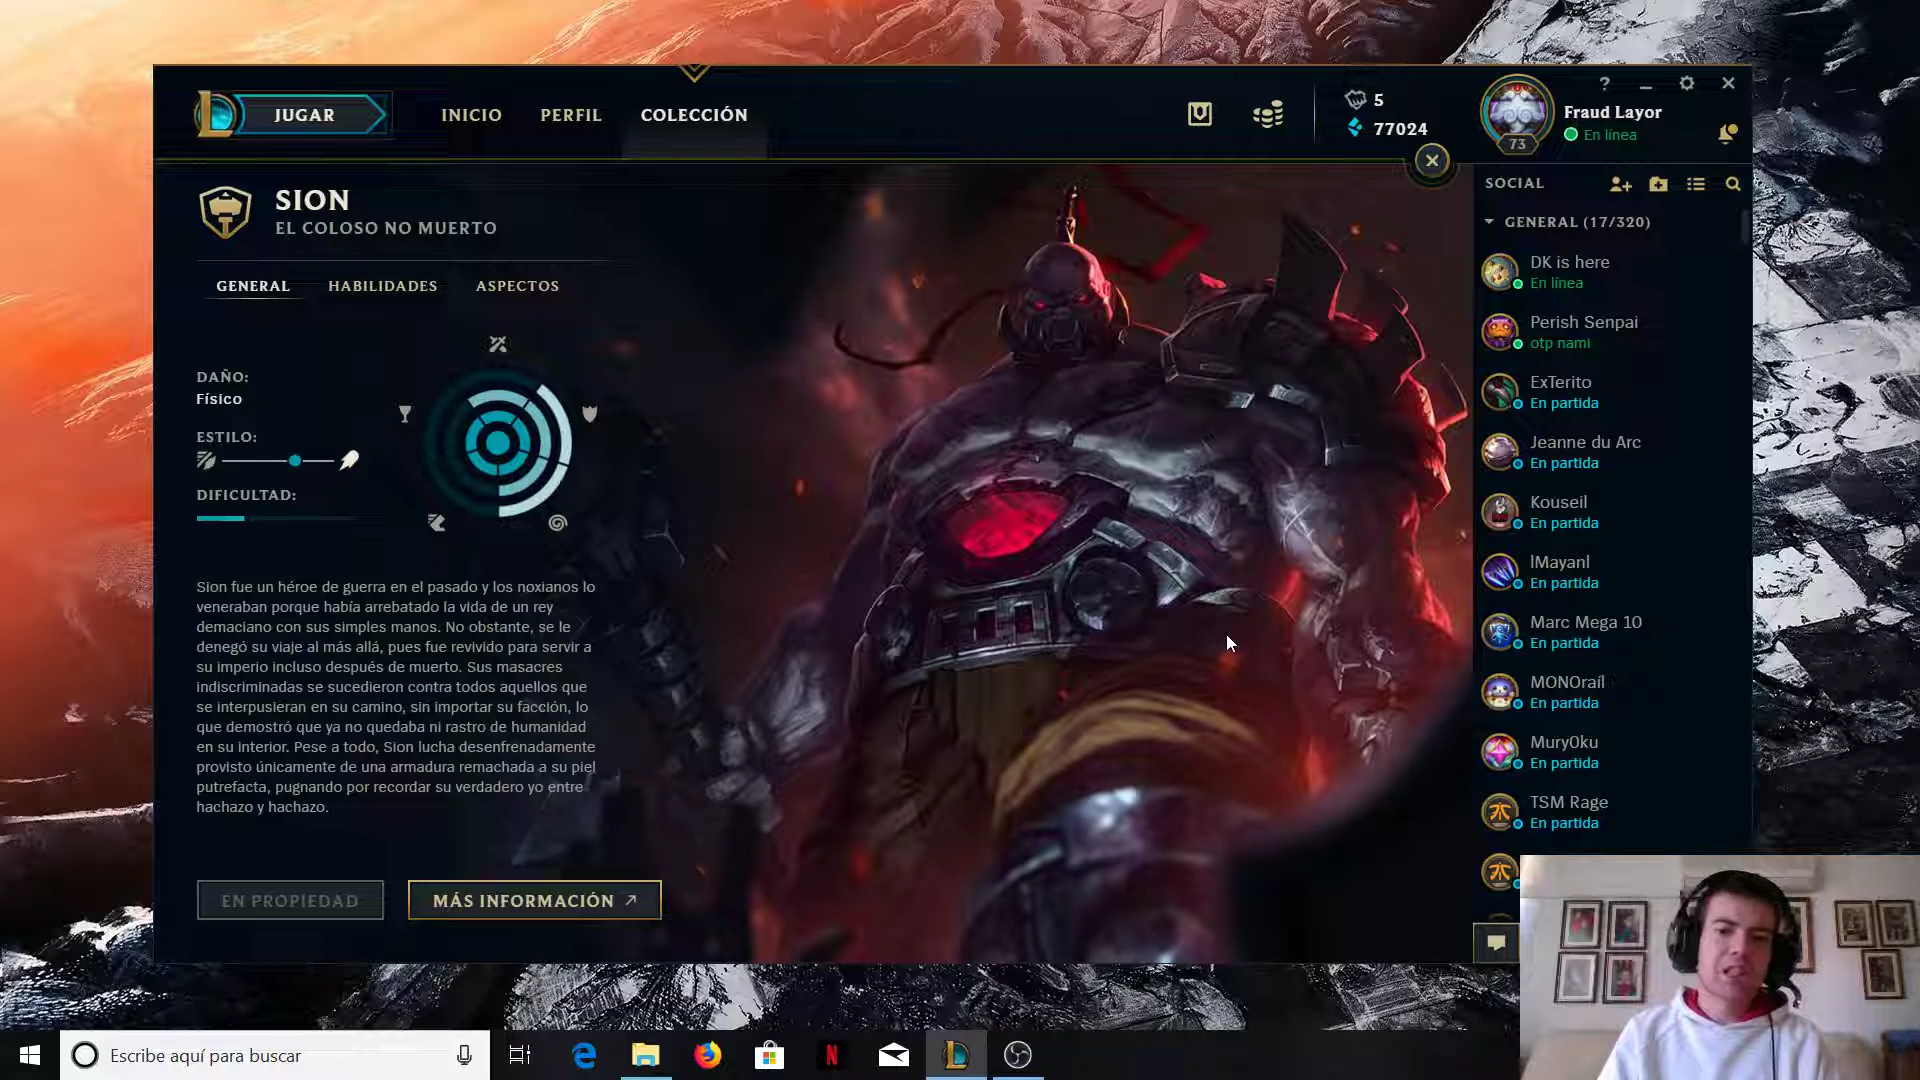 JUGAR
INICIO
PERFIL
COLECCIÓN
5
77024
73
?
Fraud Layor
En línea
SION
EL COLOSO NO MUERTO
GENERAL
HABILIDADES
ASPECTOS
DAÑO:
Físico
ESTILO:
DIFICULTAD:
Sion fue un héroe de guerra en el pasado y los noxianos lo
veneraban porque había arrebatado la vida de un rey
demaciano con sus simples manos. No obstante, se le
denegó su viaje al más allá, pues fue revivido para servir a
su imperio incluso después de muerto. Sus masacres
indiscriminadas se sucedieron contra todos aquellos que
se interpusieran en su camino, sin importar su facción, lo
que demostró que ya no quedaba ni rastro de humanidad
en su interior. Pese a todo, Sion lucha desenfrenadamente
provisto únicamente de una armadura remachada a su piel
putrefacta, pugnando por recordar su verdadero yo entre
hachazo y hachazo.
EN PROPIEDAD
MÁS INFORMACIÓN
SOCIAL
GENERAL (17/320)
DK is here
En línea
Perish Senpai
otp nami
ExTerito
En partida
Jeanne du Arc
En partida
Kouseil
En partida
lMayanl
En partida
Marc Mega 10
En partida
MONOraíl
En partida
MuryOku
En partida
TSM Rage
En partida
Escribe aquí para buscar